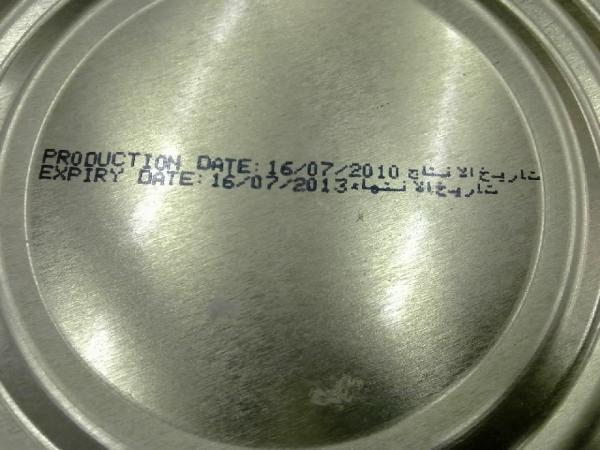 PRODUCTION DATE: 16/07/2010 تاريخ الانتاج
EXPIRY DATE: 16/07/2013 تاريخ الانتهاء